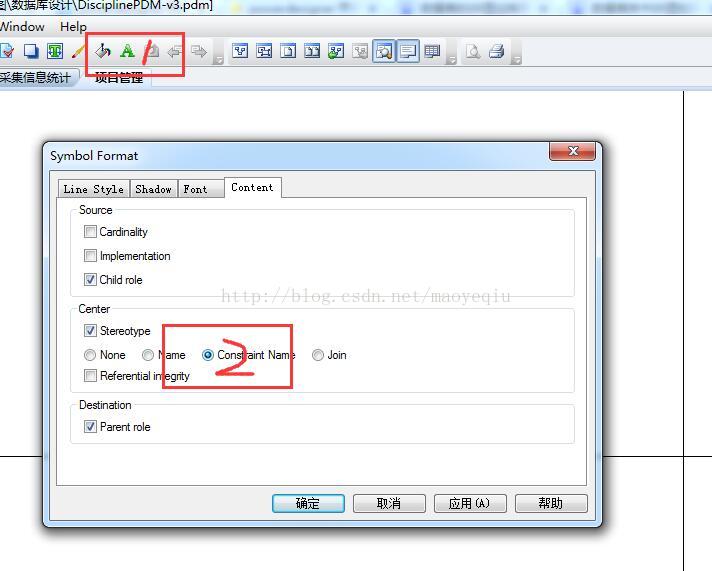 图\数据库设计\DisciplinePDM-v3.pdm]
Window Help
采集信息统计 项目管理
1
Symbol Format
Line Style Shadow Font Content
Source
Cardinality
Implementation
Child role
http://blog.csdn.net/maoyeqiu
Center
Stereotype
None Name Constraint Name Join
2
Referential integrity
Destination
Parent role
确定 取消 应用(A) 帮助